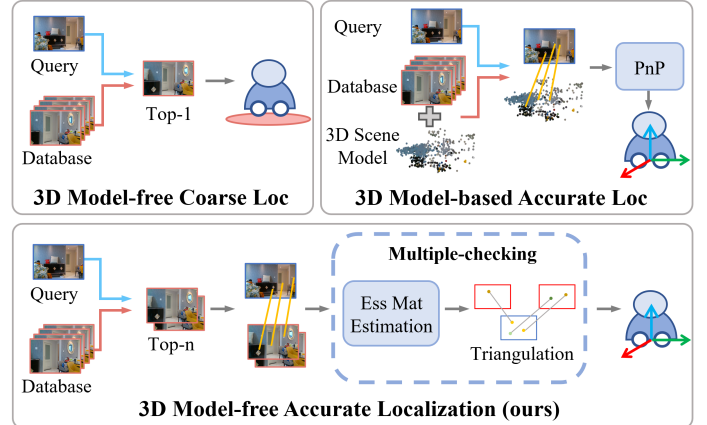 Query
Database
Top-1
3D Model-free Coarse Loc
Query
Database
3D Scene
Model
PnP
3D Model-based Accurate Loc
Query
Database
Top-n
Multiple-checking
Ess Mat
Estimation
Triangulation
3D Model-free Accurate Localization (ours)